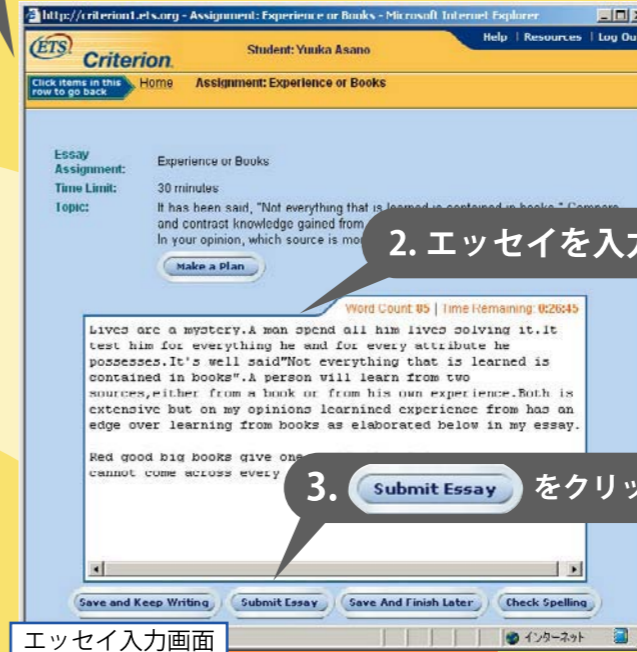 http://criterion1.ets.org - Assignment: Experience or Books - Microsoft Internet Explorer
ETS Criterion.
Student: Yuuka Asano
Help | Resources | Log Ou
Click items in this row to go back
Home Assignment: Experience or Books
Essay Assignment: Experience or Books
Time Limit: 30 minutes
Topic: It has been said, "Not everything that is learned is contained in books." Compare
and contrast knowledge gained from
In your opinion, which source is mo
Make a Plan
2. エッセイを入
Word Count: 85 | Time Remaining: 0:26:45
Lives are a mystery.A man spend all him lives solving it.It
test him for everything he and for every attribute he
possesses.It's well said"Not everything that is learned is
contained in books".A person will learn from two
sources,either from a book or from his own experience.Both is
extensive but on my opinions learnined experience from has an
edge over learning from books as elaborated below in my essay.
Red good big books give one
cannot come across every
3. Submit Essay をクリッ
Save and Keep Writing
Submit Essay
Save And Finish Later
Check Spelling
エッセイ入力画面
インターネット